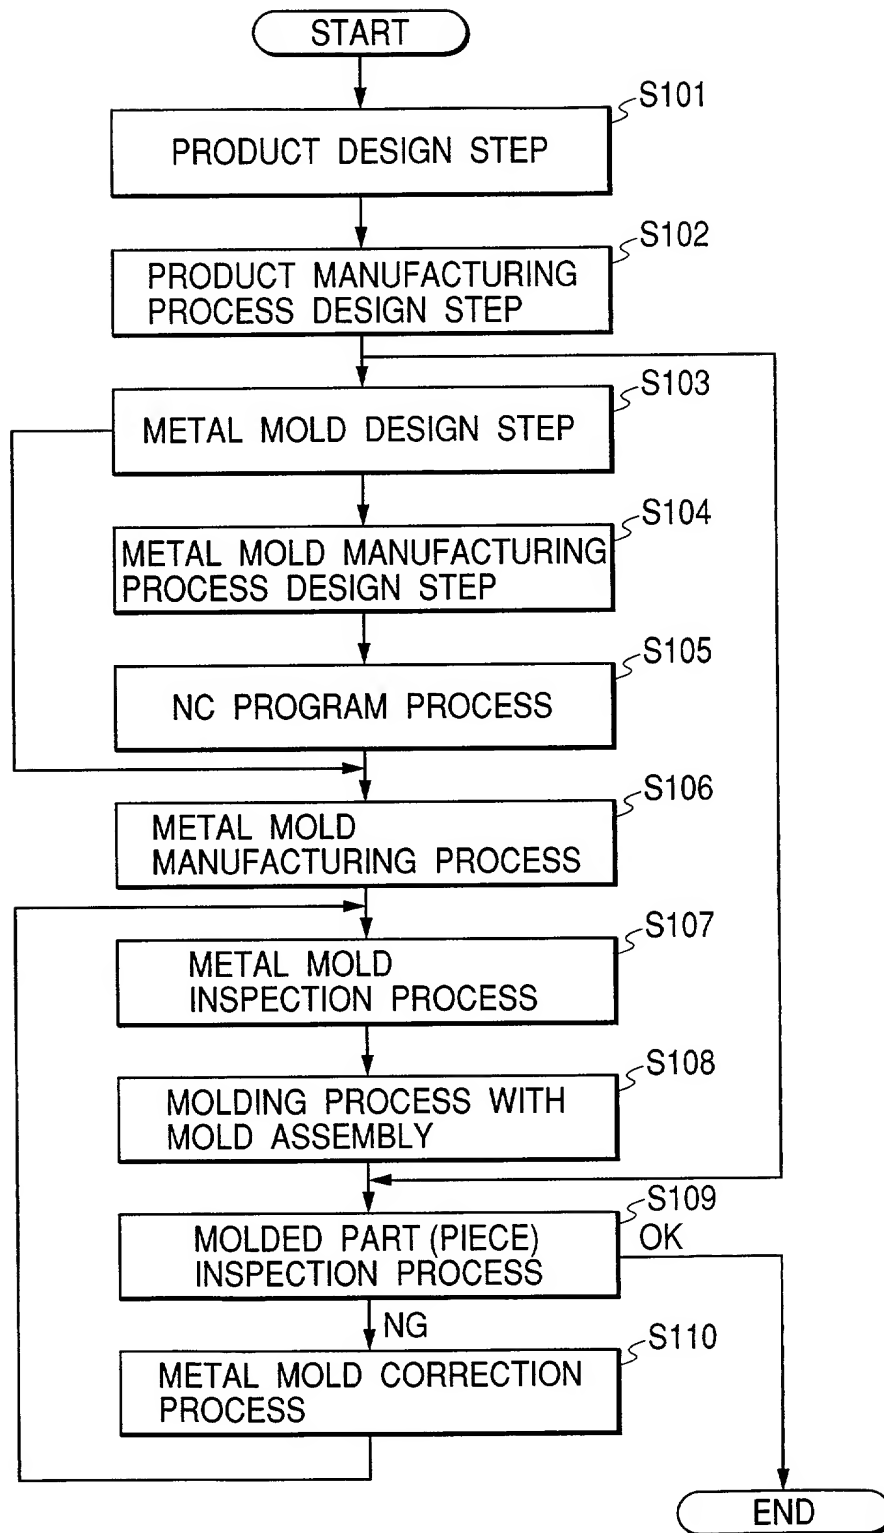 START
S101
PRODUCT DESIGN STEP
S102
PRODUCT MANUFACTURING
PROCESS DESIGN STEP
S103
METAL MOLD DESIGN STEP
S104
METAL MOLD MANUFACTURING
PROCESS DESIGN STEP
S105
NC PROGRAM PROCESS
S106
METAL MOLD
MANUFACTURING PROCESS
S107
METAL MOLD
INSPECTION PROCESS
S108
MOLDING PROCESS WITH
MOLD ASSEMBLY
S109
OK
MOLDED PART (PIECE)
INSPECTION PROCESS
NG
S110
METAL MOLD CORRECTION
PROCESS
END